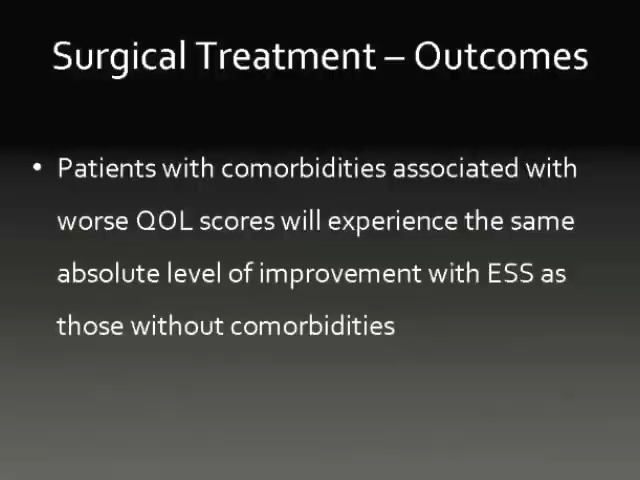 Surgical Treatment – Outcomes
• Patients with comorbidities associated with
worse QOL scores will experience the same
absolute level of improvement with ESS as
those without comorbidities